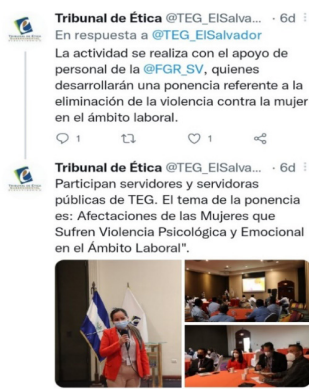 Tribunal de Ética @TEG_ElSalva... · 6d
En respuesta a @TEG_ElSalvador
La actividad se realiza con el apoyo de
personal de la @FGR_SV, quienes
desarrollarán una ponencia referente a la
eliminación de la violencia contra la mujer
en el ámbito laboral.
1 1
Tribunal de Ética @TEG_ElSalva... · 6d
Participan servidores y servidoras
públicas de TEG. El tema de la ponencia
es: Afectaciones de las Mujeres que
Sufren Violencia Psicológica y Emocional
en el Ámbito Laboral".